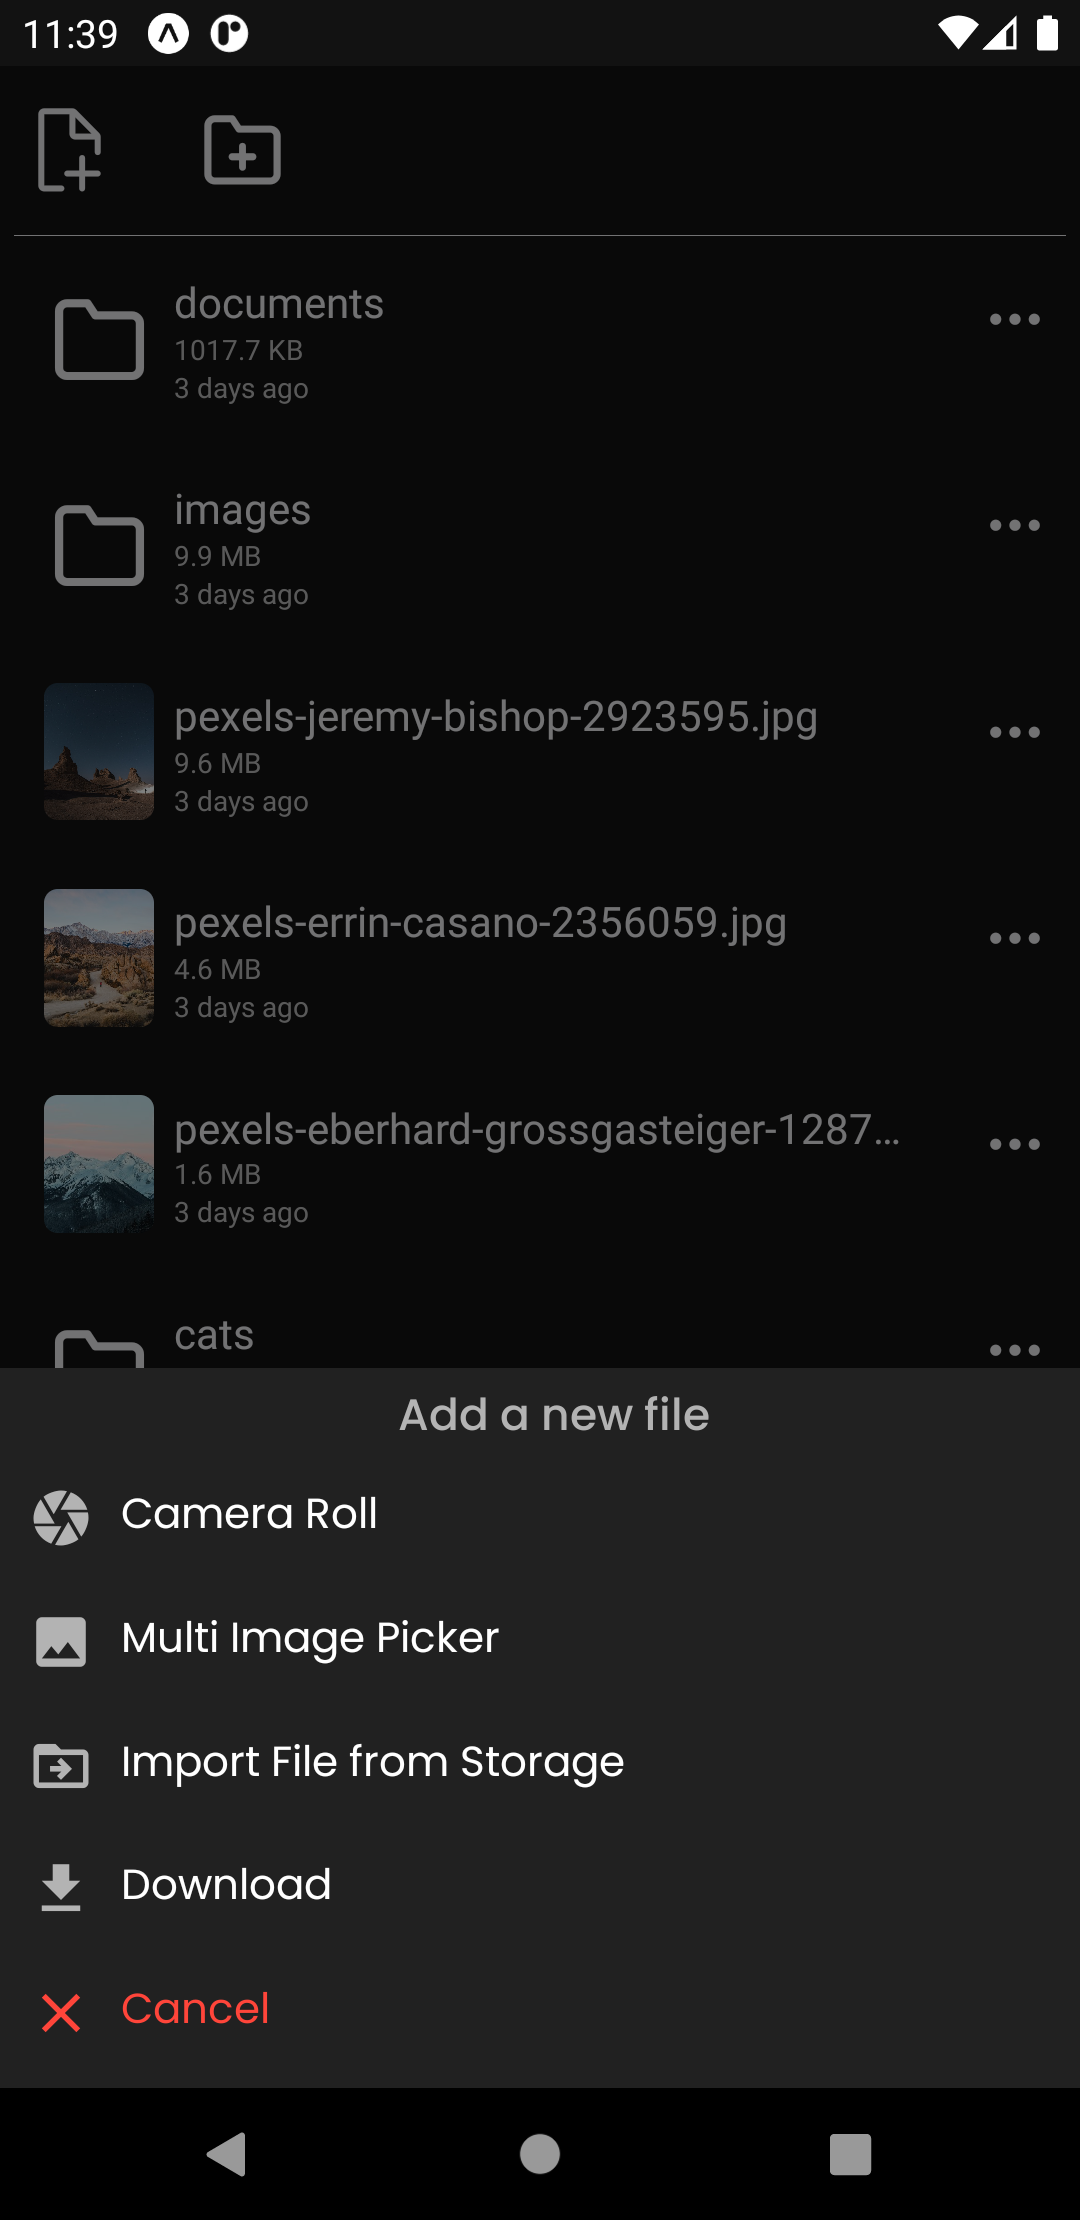 11:39
documents
1017.7 KB
3 days ago
images
9.9 MB
3 days ago
pexels-jeremy-bishop-2923595.jpg
9.6 MB
3 days ago
pexels-errin-casano-2356059.jpg
4.6 MB
3 days ago
pexels-eberhard-grossgasteiger-1287...
1.6 MB
3 days ago
cats
Add a new file
Camera Roll
Multi Image Picker
Import File from Storage
Download
Cancel